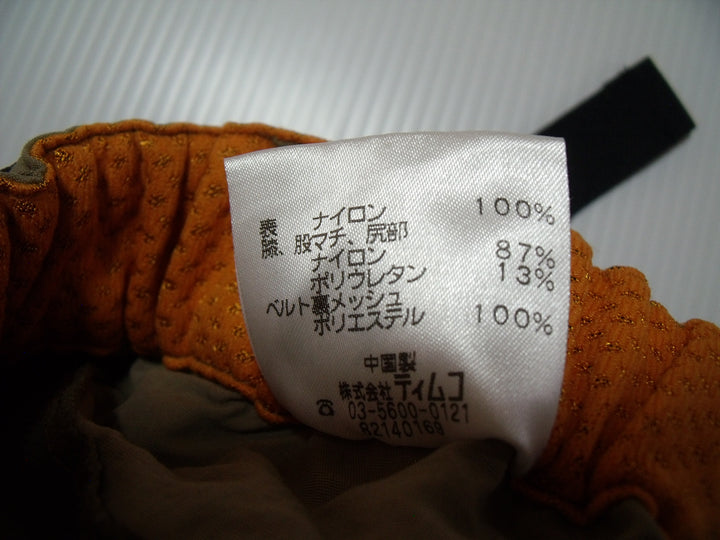 表 ナイロン 100%
膝、股マチ、尻部
ナイロン 87%
ポリウレタン 13%
ベルト裏メッシュ
ポリエステル 100%
中国製
株式会社ティムコ
☎ 03-5600-0121
82140169